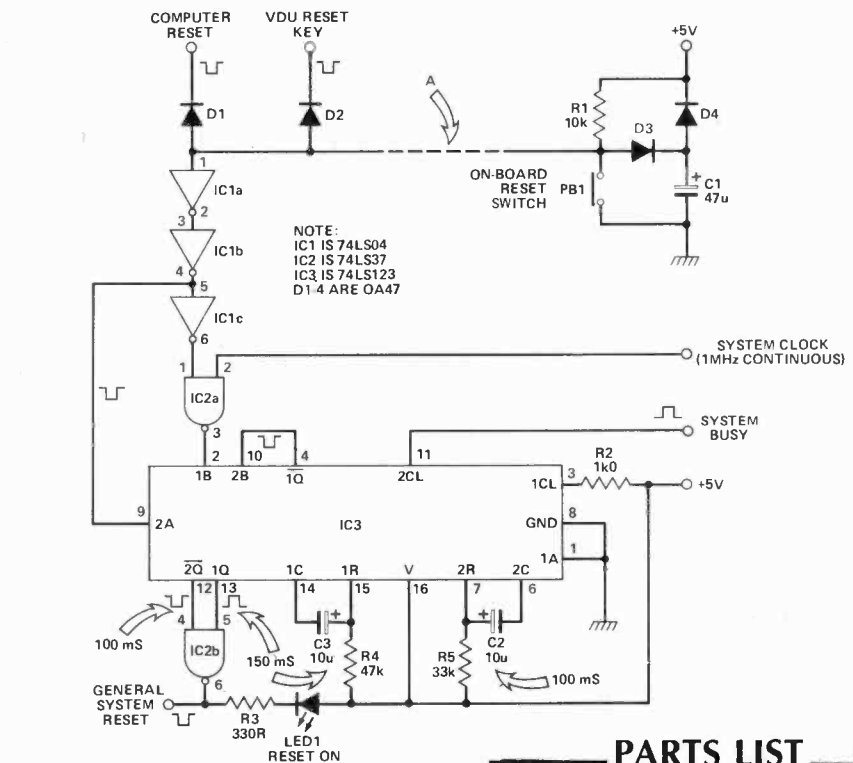 COMPUTER
RESET
VDU RESET
KEY
+5V
A
D1
D2
R1
10k
D4
D3
ON-BOARD
RESET
SWITCH
PB1
+
C1
47u
1
IC1a
2
3
IC1b
4
5
IC1c
6
NOTE:
IC1 IS 74LS04
IC2 IS 74LS37
IC3 IS 74LS123
D1-4 ARE OA47
SYSTEM CLOCK
(1MHz CONTINUOUS)
1
2
IC2a
3
SYSTEM
BUSY
2
10
4
11
R2
1k0
1B
2B
1Q
2CL
1CL
3
+5V
9
2A
IC3
GND
8
1A
1
2Q
1Q
1C
1R
V
2R
2C
12
13
14
15
16
7
6
4
5
100 mS
IC2b
6
150 mS
C3
10u
+
R4
47k
R5
33k
+
C2
10u
100 mS
GENERAL
SYSTEM
RESET
R3
330R
LED1
RESET ON
PARTS LIST